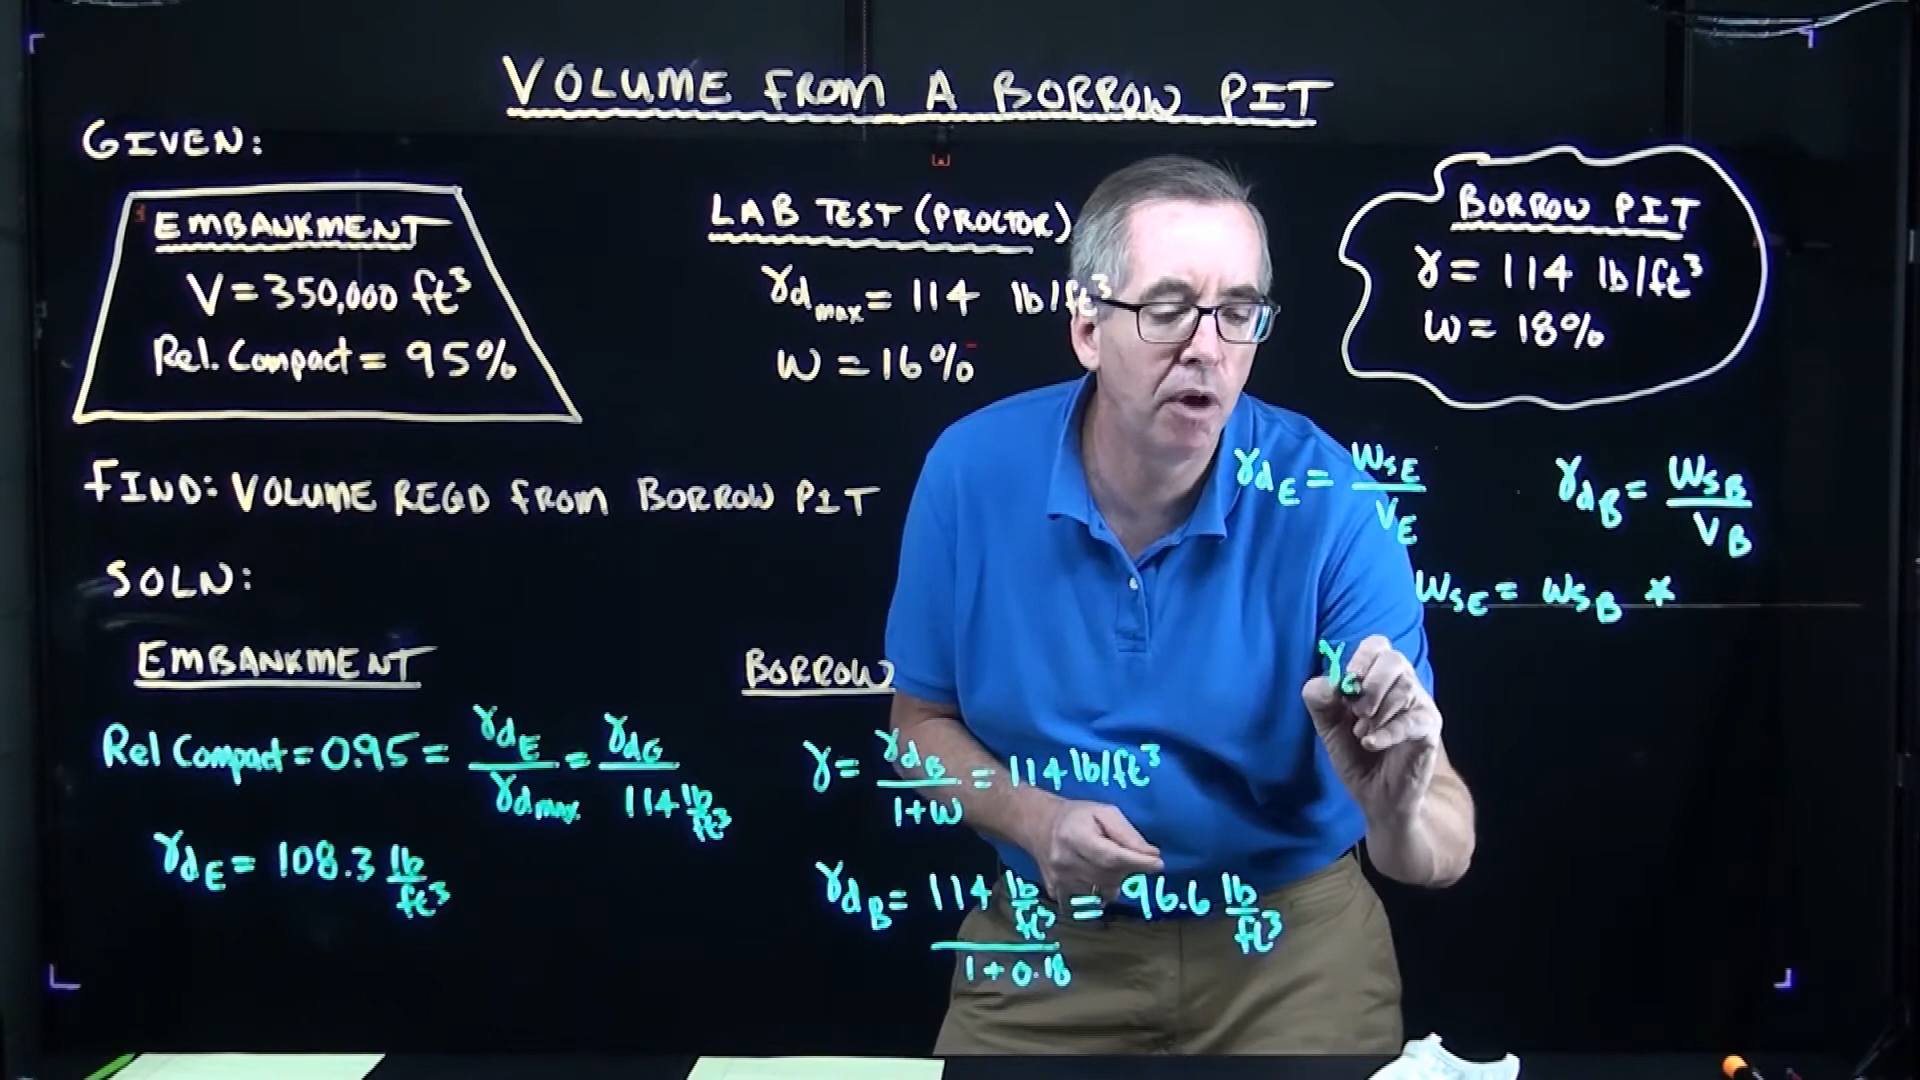 VOLUME FROM A BORROW PIT
GIVEN:
EMBANKMENT
V = 350,000 ft³
Rel. Compact = 95%
LAB TEST (PROCTOR)
γdmax = 114 lb/ft³
W = 16%
BORROW PIT
γ = 114 lb/ft³
W = 18%
FIND: VOLUME REQD FROM BORROW PIT
γdE = WSE / VE
γdB = WSB / VB
WSE = WSB *
γd
SOLN:
EMBANKMENT
Rel Compact = 0.95 = γdE / γdmax = γdE / 114 lb/ft³
γdE = 108.3 lb/ft³
BORROW
γ = γdB / 1+W = 114 lb/ft³
γdB = 114 lb/ft³ / 1 + 0.18 = 96.6 lb/ft³